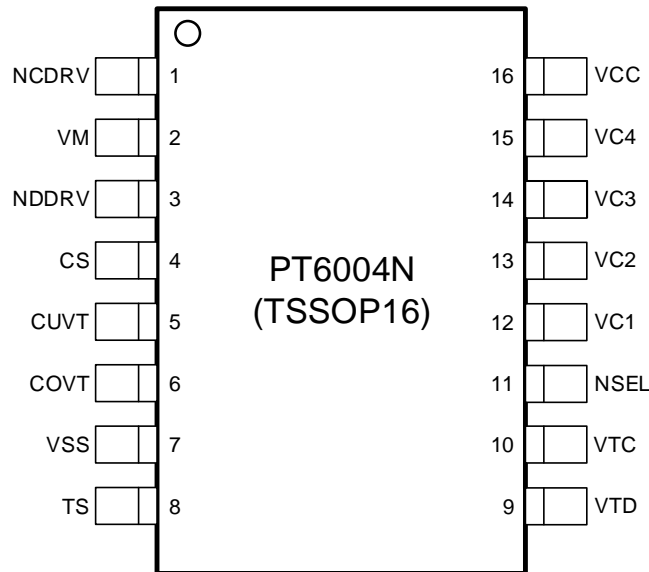 NCDRV 1 16 VCC
VM 2 15 VC4
NDDRV 3 14 VC3
CS 4 13 VC2
PT6004N
(TSSOP16)
CUVT 5 12 VC1
COVT 6 11 NSEL
VSS 7 10 VTC
TS 8 9 VTD